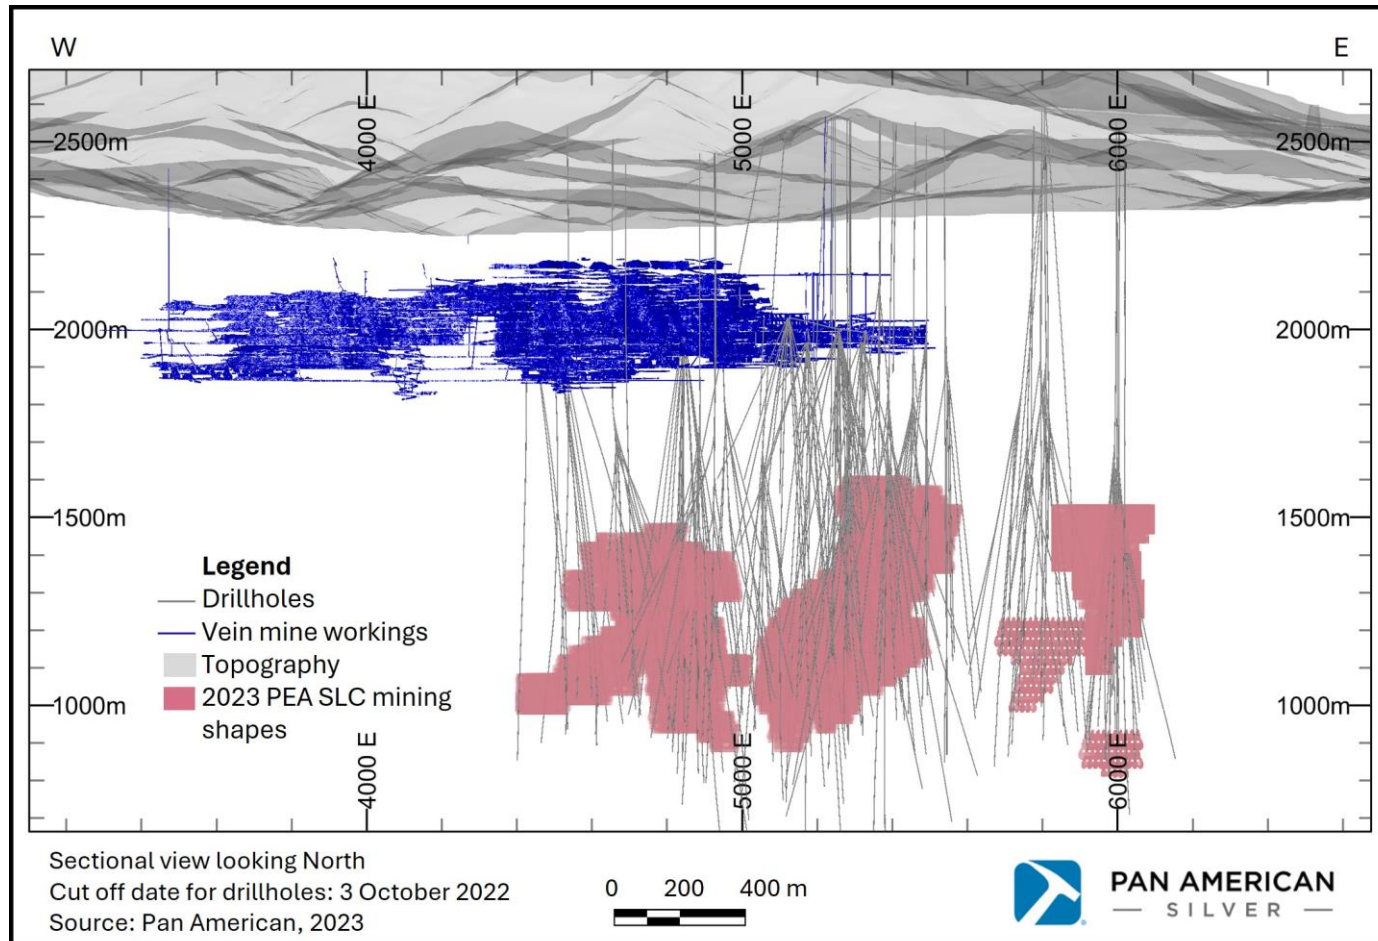 W
E
4000 E
5000 E
6000 E
2500m
2500m
2000m
2000m
1500m
1500m
Legend
Drillholes
Vein mine workings
Topography
2023 PEA SLC mining
shapes
1000m
1000m
4000 E
5000 E
6000 E
Sectional view looking North
Cut off date for drillholes: 3 October 2022
Source: Pan American, 2023
0 200 400 m
PAN AMERICAN
SILVER